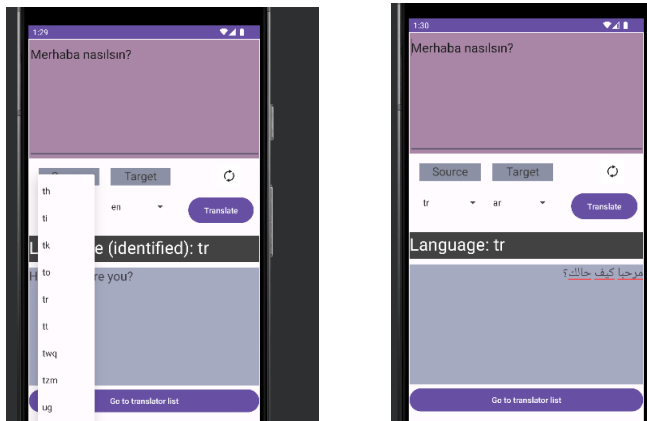 1:29
Merhaba nasılsın?
Target
th
en
Translate
ti
L
tk
e (identified): tr
H
to
re you?
tr
tt
twq
tzm
Go to translator list
ug
1:30
Merhaba nasılsın?
Source Target
tr ar Translate
Language: tr
مرحبا كيف حالك؟
Go to translator list